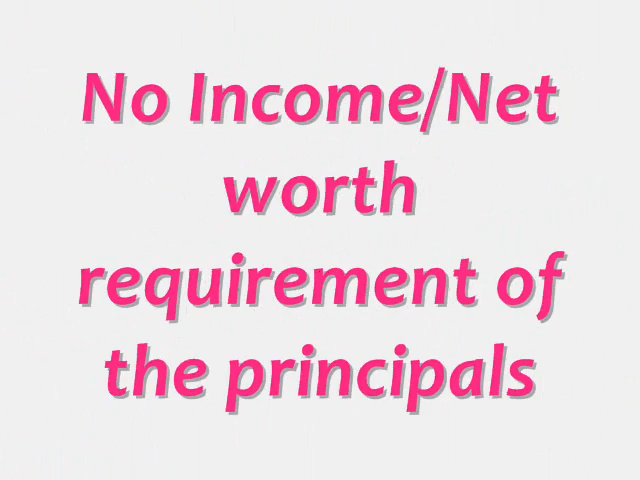 No Income/Net
worth
requirement of
the principals